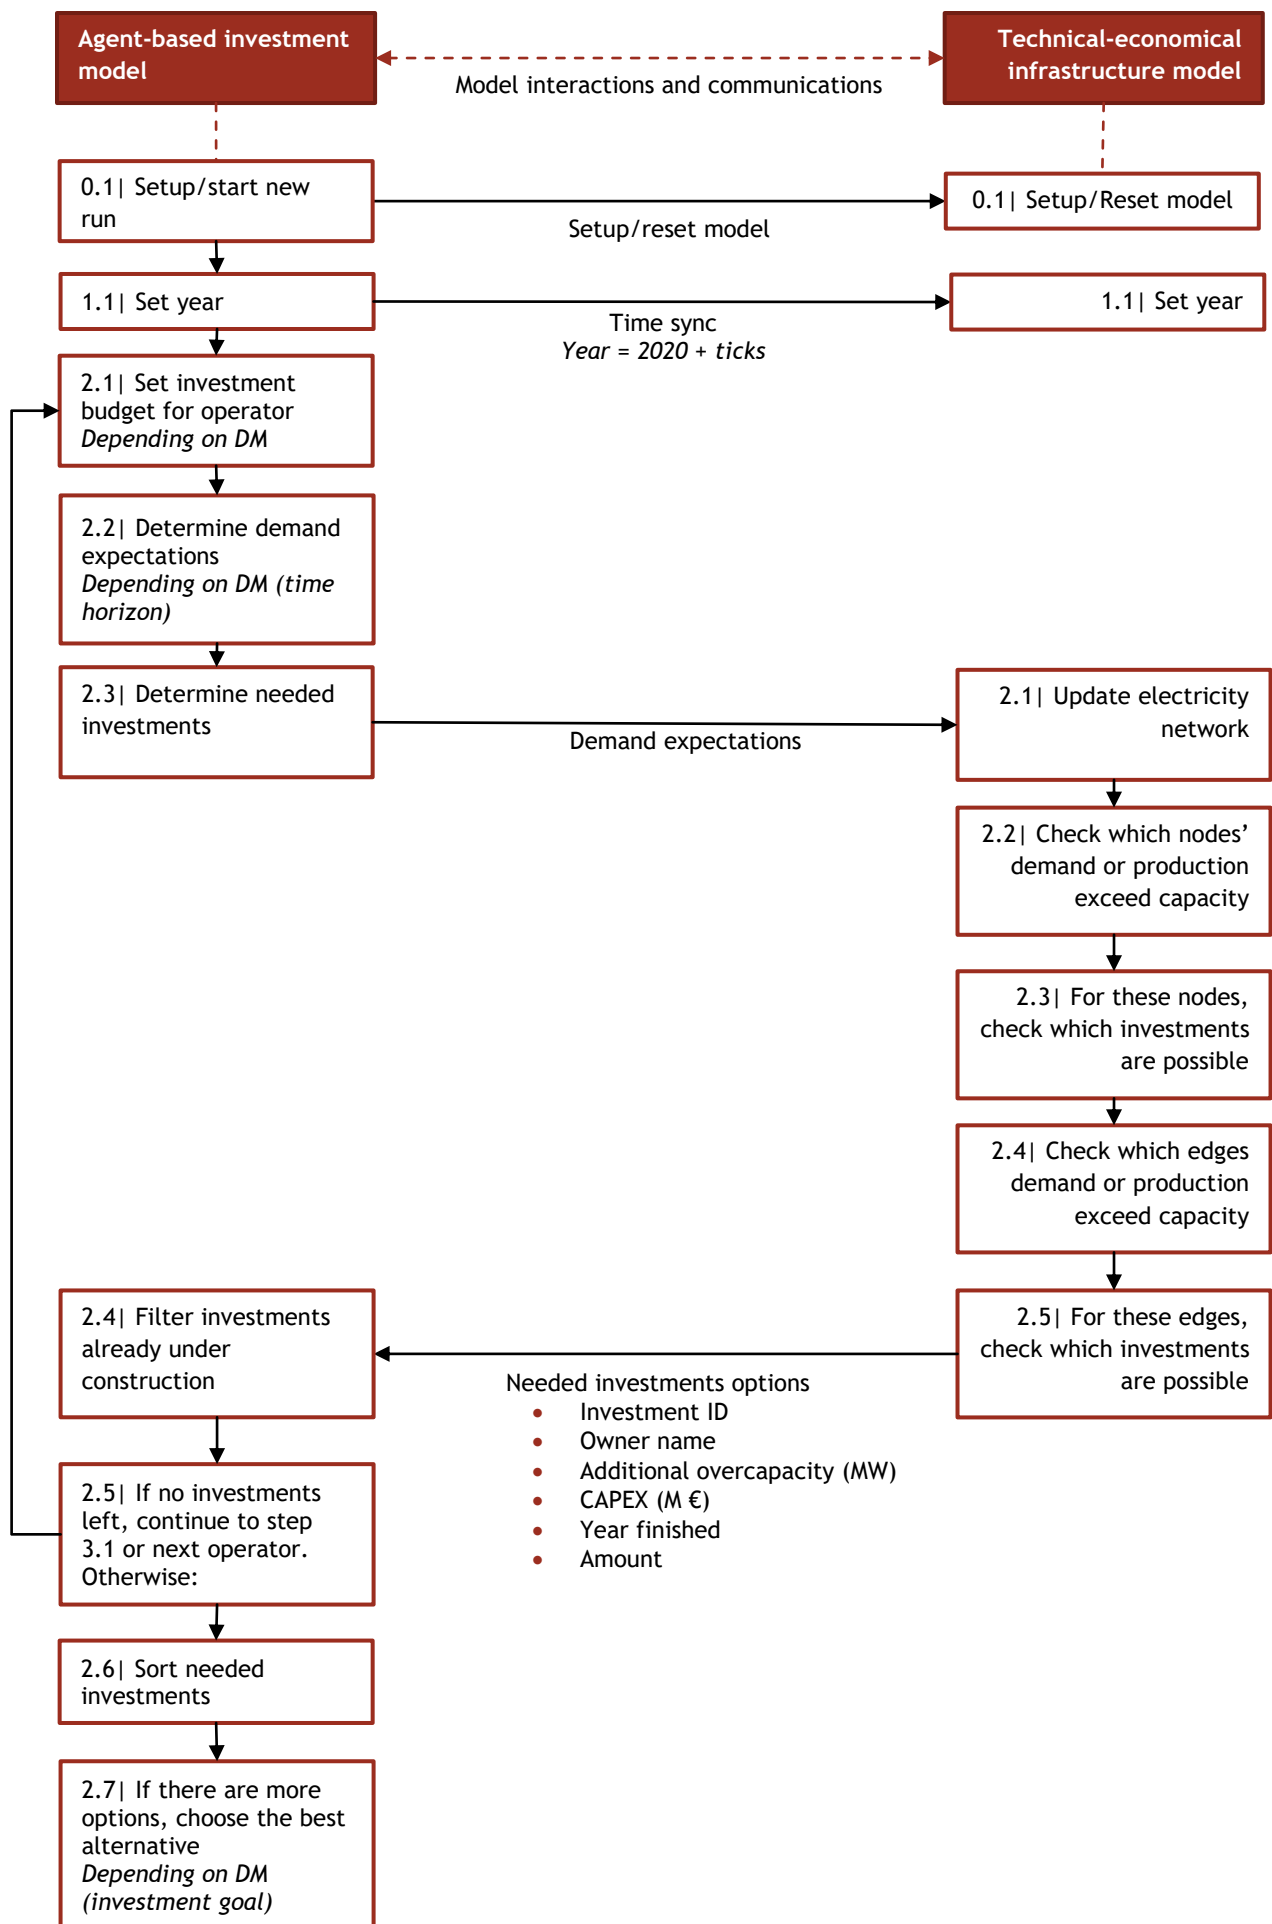 Agent-based investment
model
Technical-economical
infrastructure model
Model interactions and communications
0.1| Setup/start new
run
Setup/reset model
0.1| Setup/Reset model
1.1| Set year
Time sync
Year = 2020 + ticks
1.1| Set year
2.1| Set investment
budget for operator
Depending on DM
2.2| Determine demand
expectations
Depending on DM (time
horizon)
2.3| Determine needed
investments
Demand expectations
2.1| Update electricity
network
2.2| Check which nodes’
demand or production
exceed capacity
2.3| For these nodes,
check which investments
are possible
2.4| Check which edges
demand or production
exceed capacity
2.5| For these edges,
check which investments
are possible
2.4| Filter investments
already under
construction
Needed investments options
• Investment ID
• Owner name
• Additional overcapacity (MW)
• CAPEX (M €)
• Year finished
• Amount
2.5| If no investments
left, continue to step
3.1 or next operator.
Otherwise:
2.6| Sort needed
investments
2.7| If there are more
options, choose the best
alternative
Depending on DM
(investment goal)